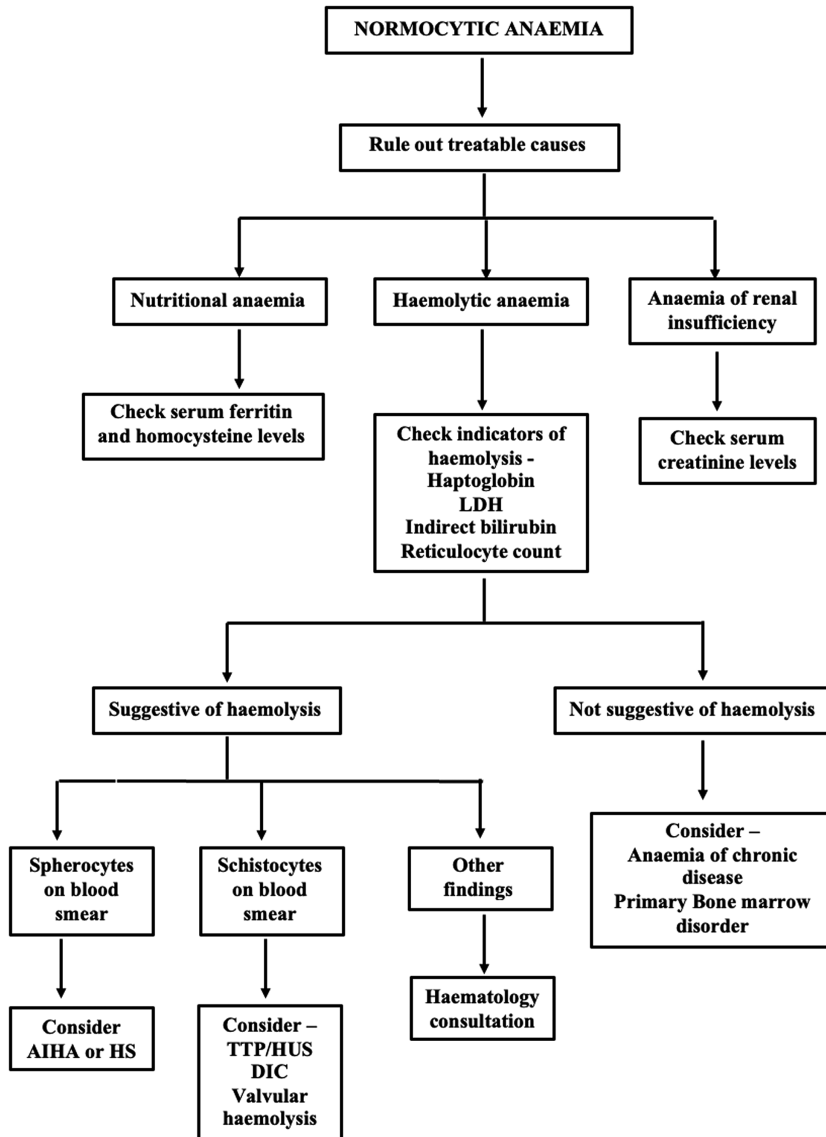 NORMOCYTIC ANAEMIA
Rule out treatable causes
Nutritional anaemia
Haemolytic anaemia
Anaemia of renal
insufficiency
Check serum ferritin
and homocysteine levels
Check indicators of
haemolysis -
Haptoglobin
LDH
Indirect bilirubin
Reticulocyte count
Check serum
creatinine levels
Suggestive of haemolysis
Not suggestive of haemolysis
Spherocytes
on blood
smear
Schistocytes
on blood
smear
Other
findings
Consider –
Anaemia of chronic
disease
Primary Bone marrow
disorder
Consider
AIHA or HS
Consider –
TTP/HUS
DIC
Valvular
haemolysis
Haematology
consultation